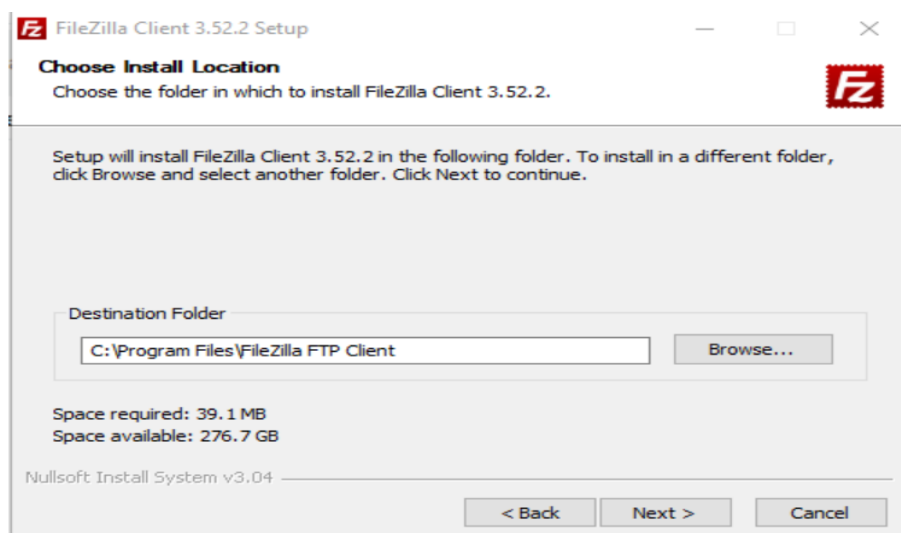 FZ FileZilla Client 3.52.2 Setup
Choose Install Location
Choose the folder in which to install FileZilla Client 3.52.2.
FZ
Setup will install FileZilla Client 3.52.2 in the following folder. To install in a different folder,
click Browse and select another folder. Click Next to continue.
Destination Folder
C:\Program Files\FileZilla FTP Client
Browse...
Space required: 39.1 MB
Space available: 276.7 GB
Nullsoft Install System v3.04
< Back Next > Cancel